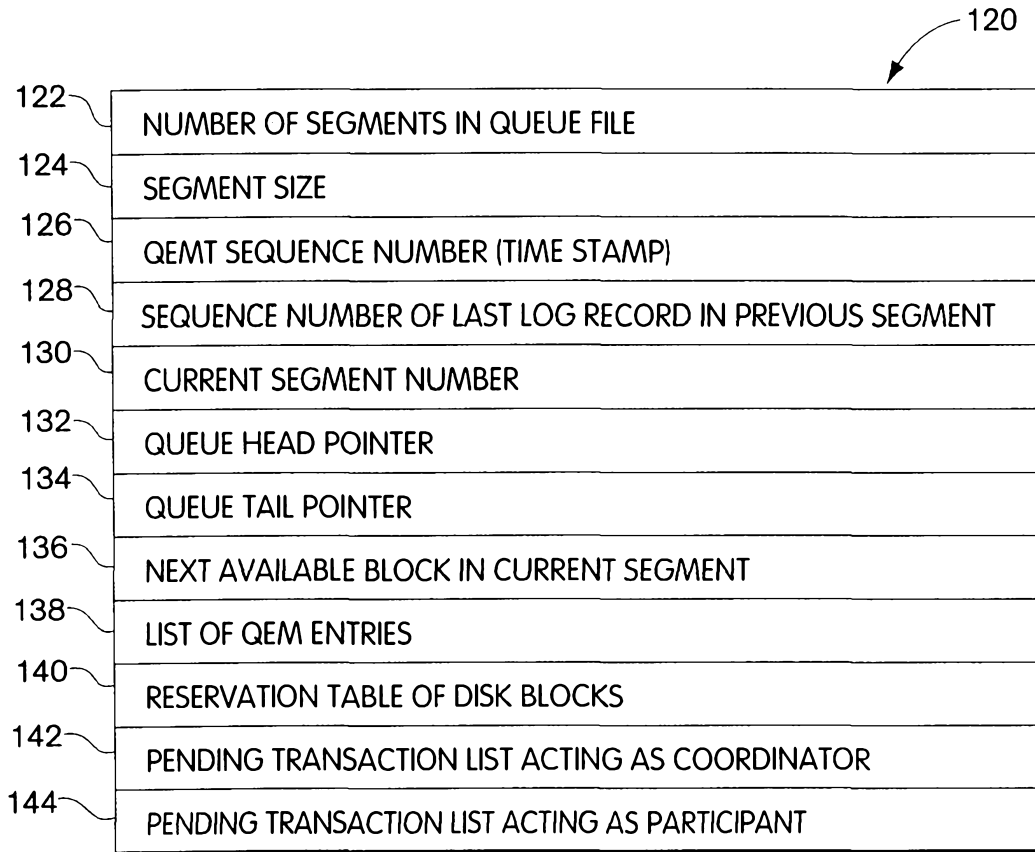 120
122 NUMBER OF SEGMENTS IN QUEUE FILE
124 SEGMENT SIZE
126 QEMT SEQUENCE NUMBER (TIME STAMP)
128 SEQUENCE NUMBER OF LAST LOG RECORD IN PREVIOUS SEGMENT
130 CURRENT SEGMENT NUMBER
132 QUEUE HEAD POINTER
134 QUEUE TAIL POINTER
136 NEXT AVAILABLE BLOCK IN CURRENT SEGMENT
138 LIST OF QEM ENTRIES
140 RESERVATION TABLE OF DISK BLOCKS
142 PENDING TRANSACTION LIST ACTING AS COORDINATOR
144 PENDING TRANSACTION LIST ACTING AS PARTICIPANT